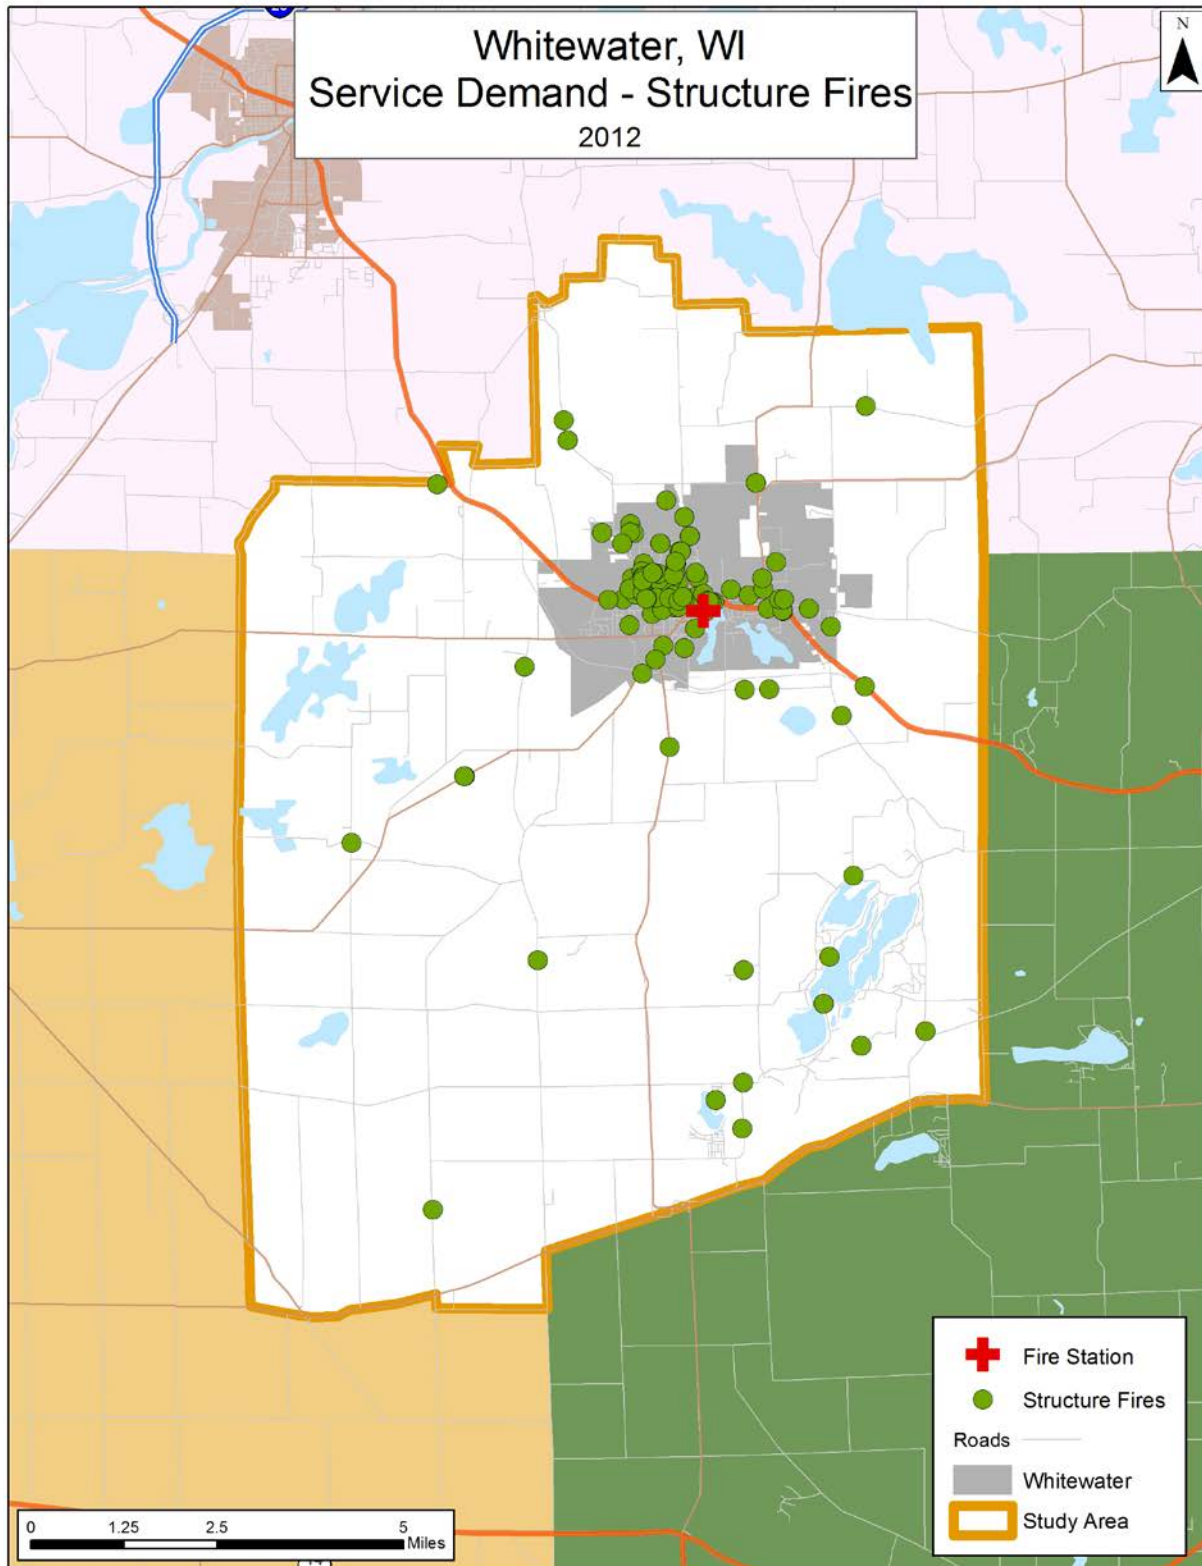 Whitewater, WI
Service Demand - Structure Fires
2012
N
Fire Station
Structure Fires
Roads
Whitewater
Study Area
0 1.25 2.5 5
Miles